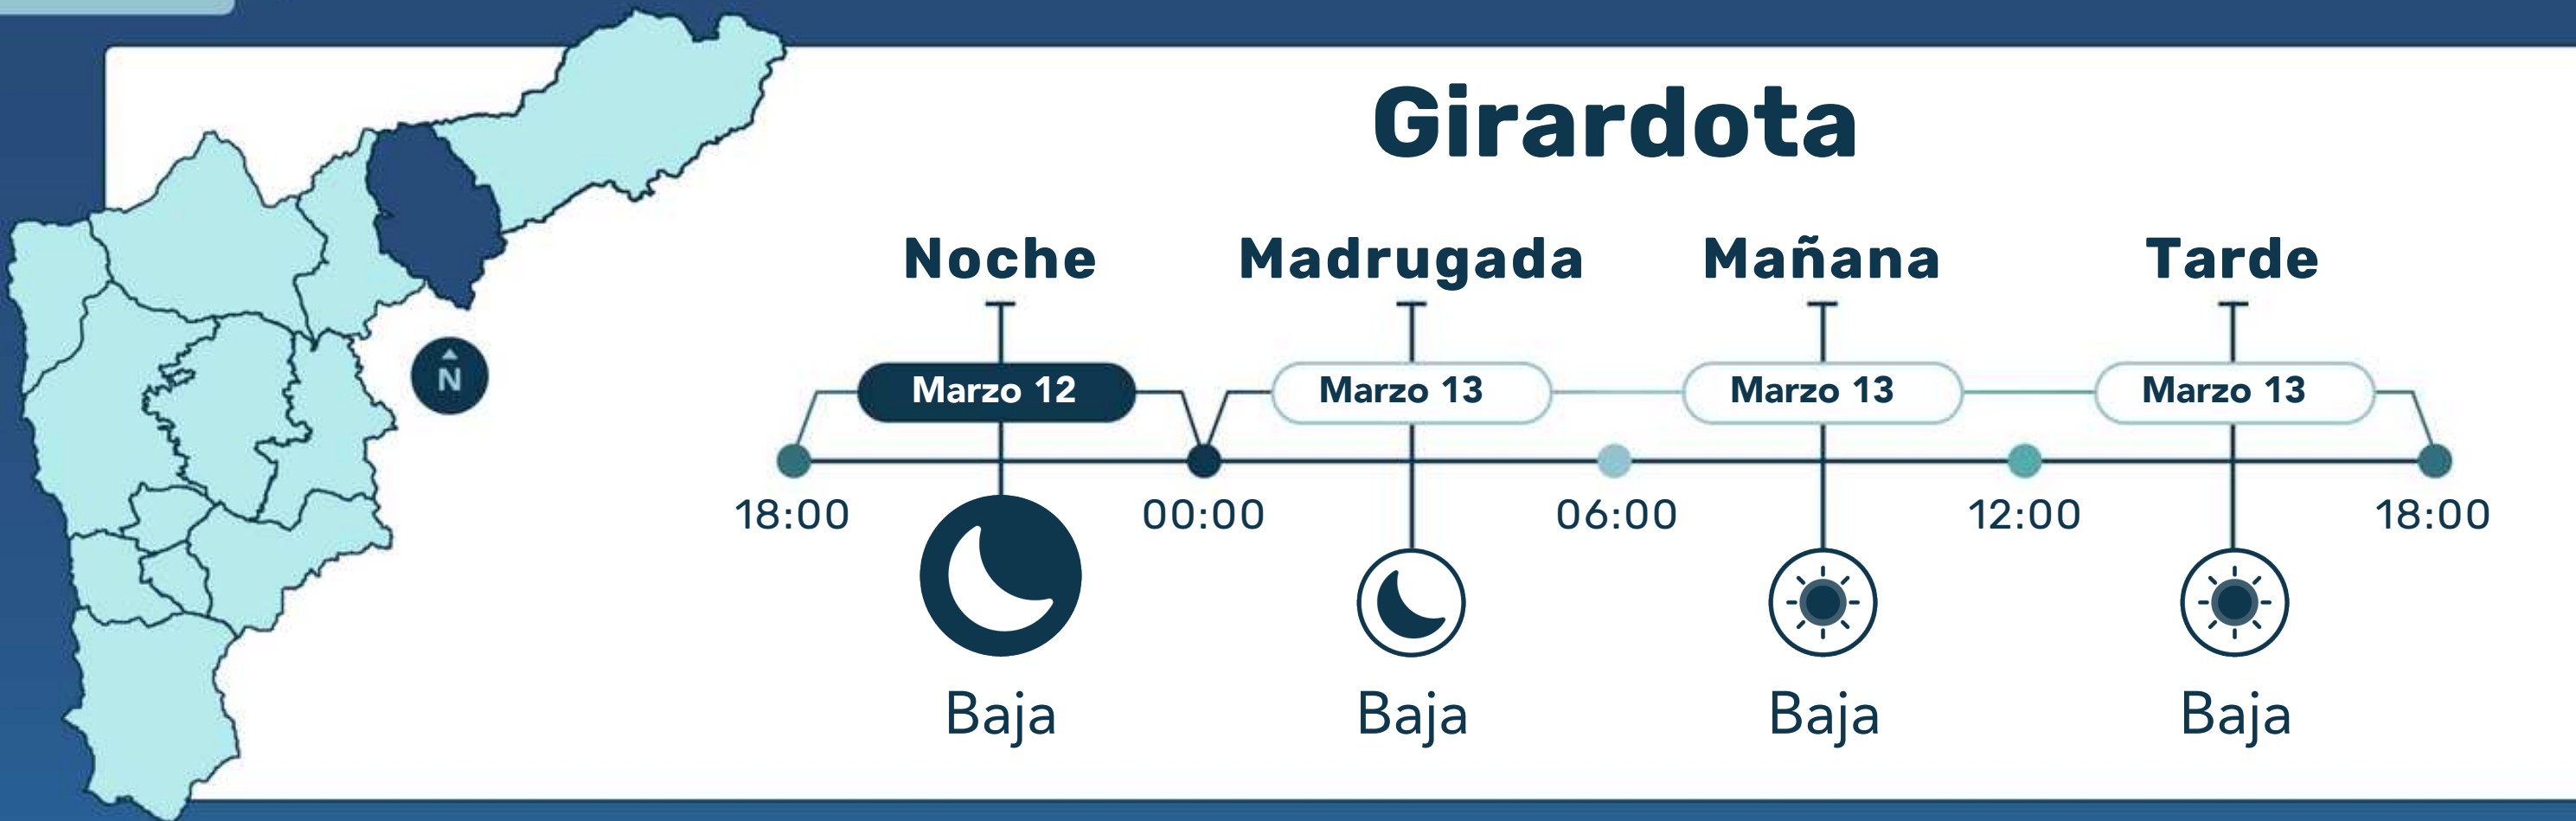 Girardota
Noche Madrugada Mañana Tarde
Marzo 12 Marzo 13 Marzo 13 Marzo 13
N
18:00 00:00 06:00 12:00 18:00
Baja Baja Baja Baja